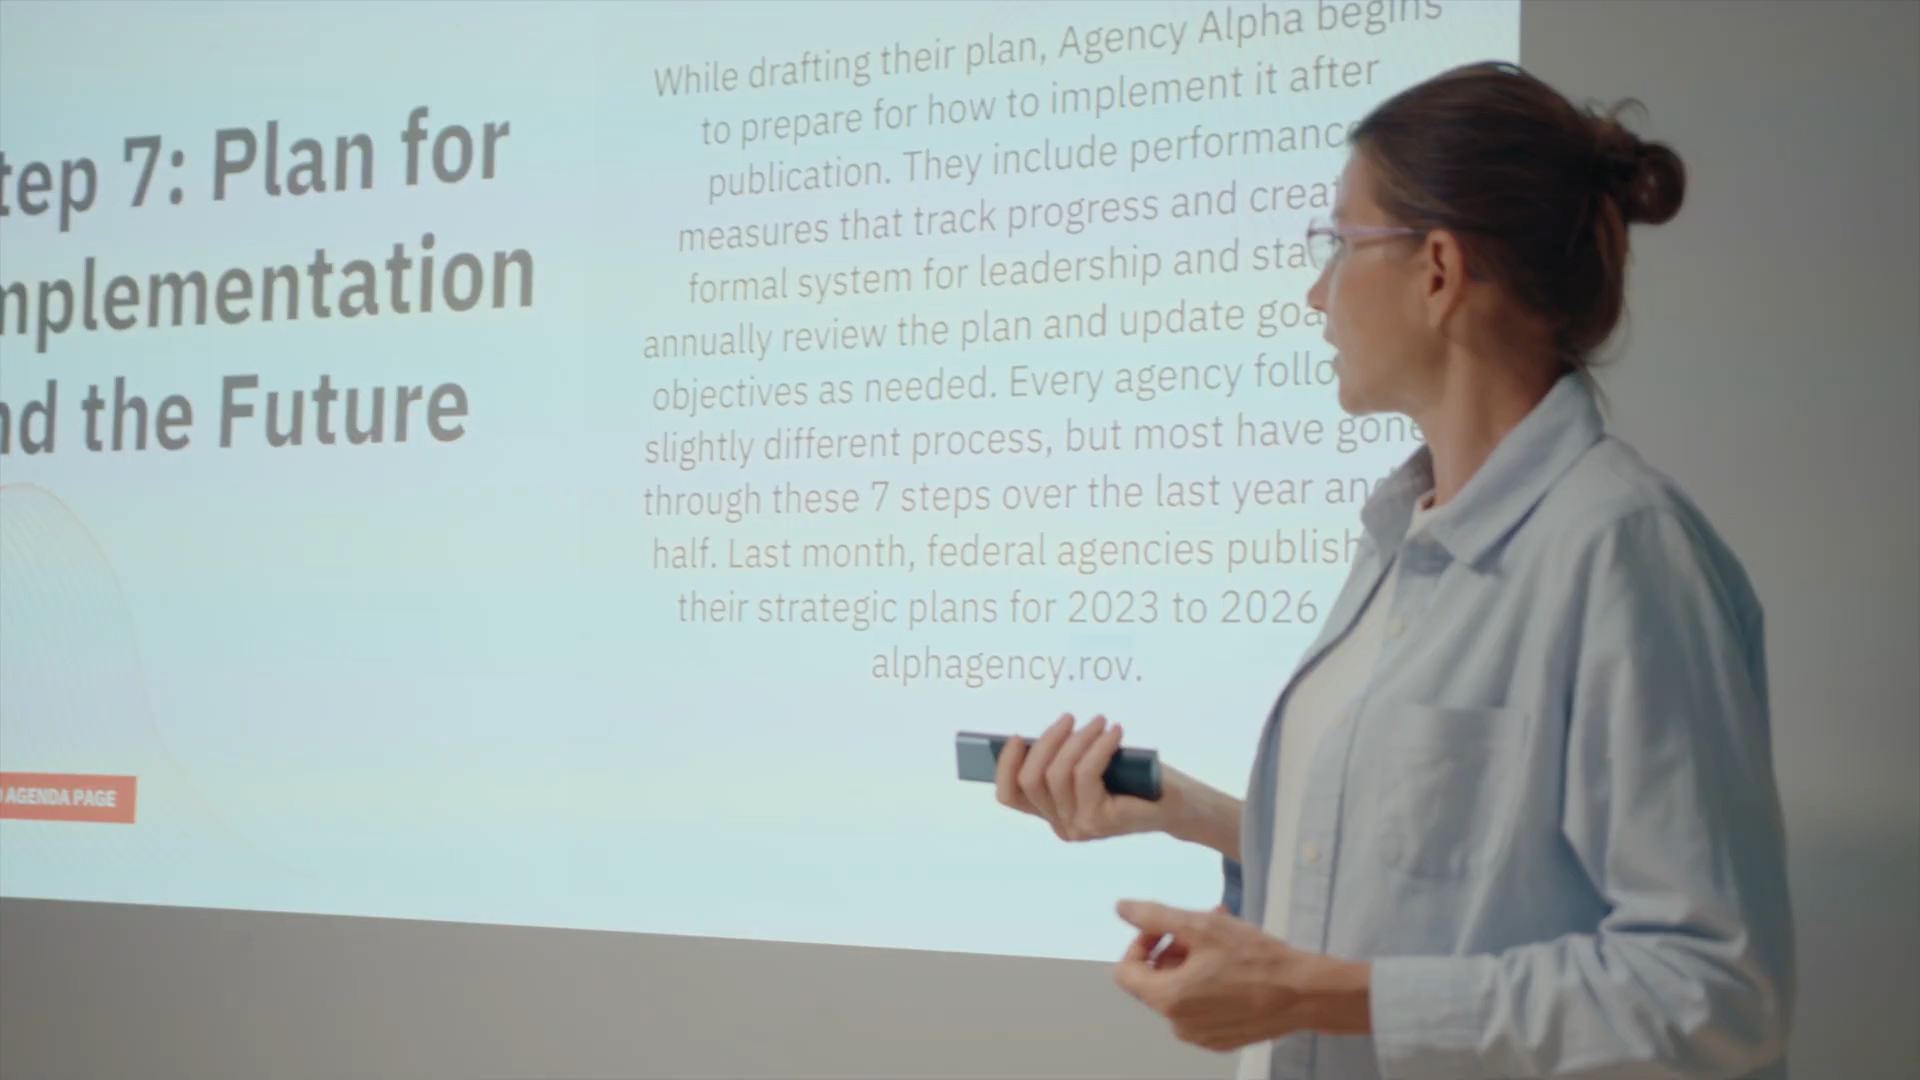 tep 7: Plan for
mplementation
nd the Future
AGENDA PAGE
While drafting their plan, Agency Alpha begins
to prepare for how to implement it after
publication. They include performance
measures that track progress and creat
formal system for leadership and sta
annually review the plan and update goa
objectives as needed. Every agency follo
slightly different process, but most have gone
through these 7 steps over the last year and
half. Last month, federal agencies publish
their strategic plans for 2023 to 2026
alphagency.rov.